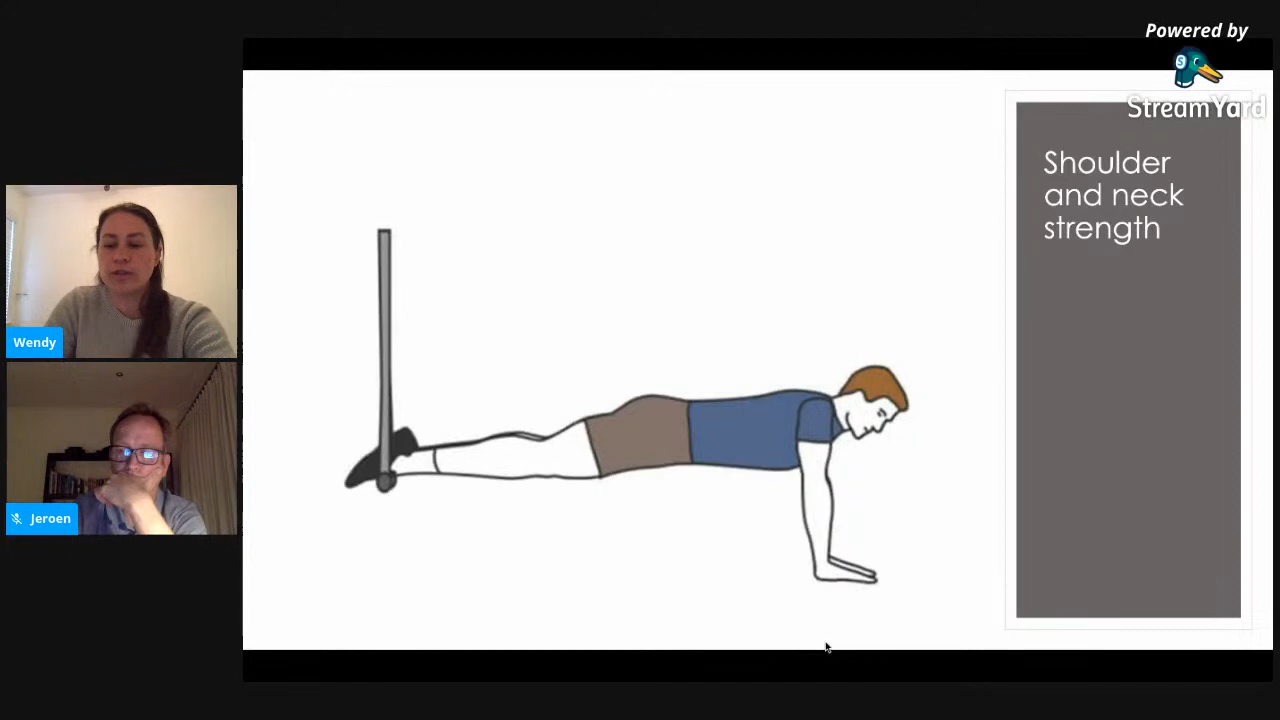 Powered by
StreamYard
Shoulder
and neck
strength
Wendy
Jeroen